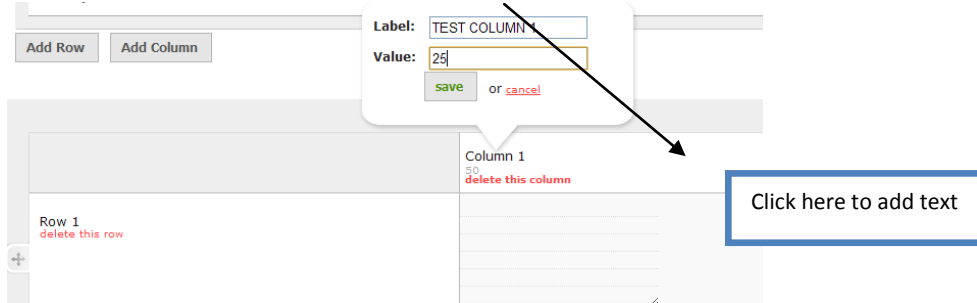 Label: TEST COLUMN 1
Add Row Add Column
Value: 25
save or cancel
Column 1
50
delete this column
Click here to add text
Row 1
delete this row